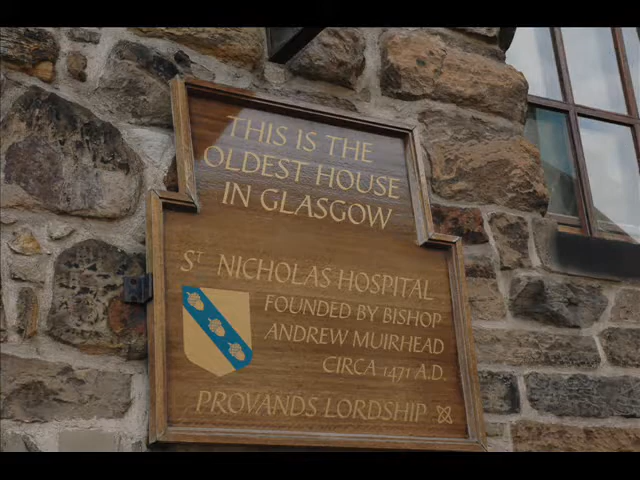 THIS IS THE
OLDEST HOUSE
IN GLASGOW
ST NICHOLAS HOSPITAL
FOUNDED BY BISHOP
ANDREW MUIRHEAD
CIRCA 1471 A.D.
PROVANDS LORDSHIP